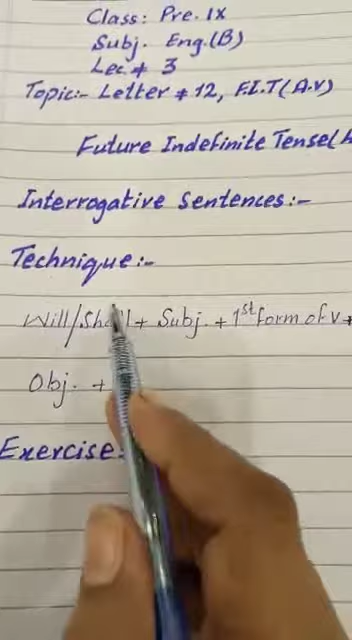 Class: Pre. IX
Subj. Eng.(B)
Lec.# 3
Topic:- Letter # 12, F.I.T(A.V)
Future Indefinite Tense(
Interrogative Sentences:-
Technique:-
Will/Shall + Subj. + 1st form of V +
Obj. +
Exercise: